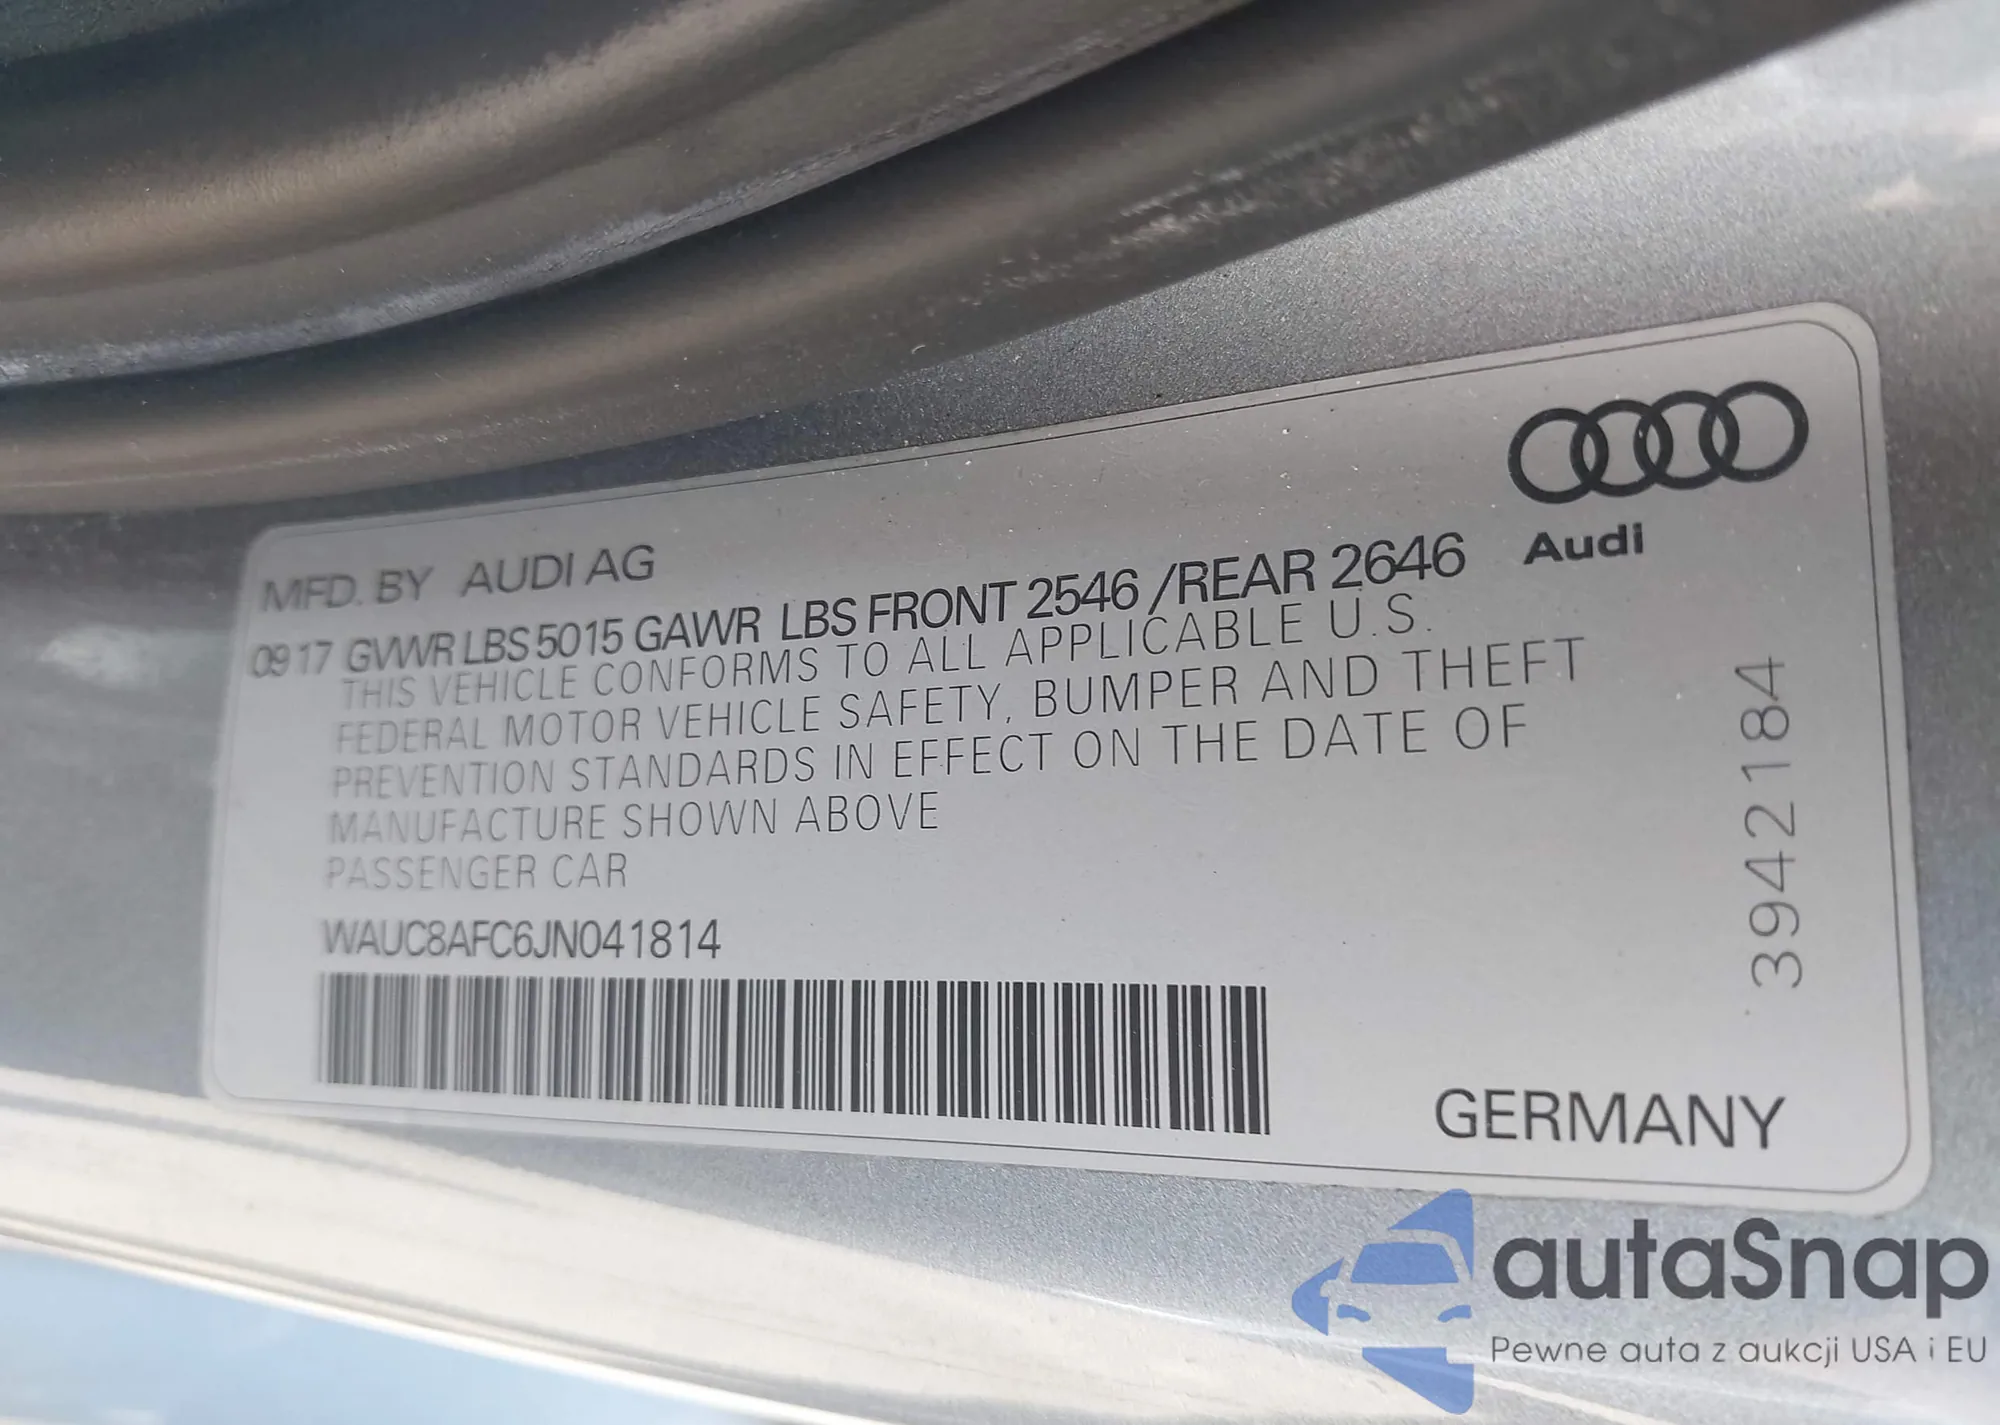 MFD. BY AUDI AG
0917 GVWR LBS 5015 GAWR LBS FRONT 2546 /REAR 2646
THIS VEHICLE CONFORMS TO ALL APPLICABLE U.S.
FEDERAL MOTOR VEHICLE SAFETY, BUMPER AND THEFT
PREVENTION STANDARDS IN EFFECT ON THE DATE OF
MANUFACTURE SHOWN ABOVE
PASSENGER CAR
WAUC8AFC6JN041814
Audi
3942184
GERMANY
autaSnap
Pewne auta z aukcji USA i EU